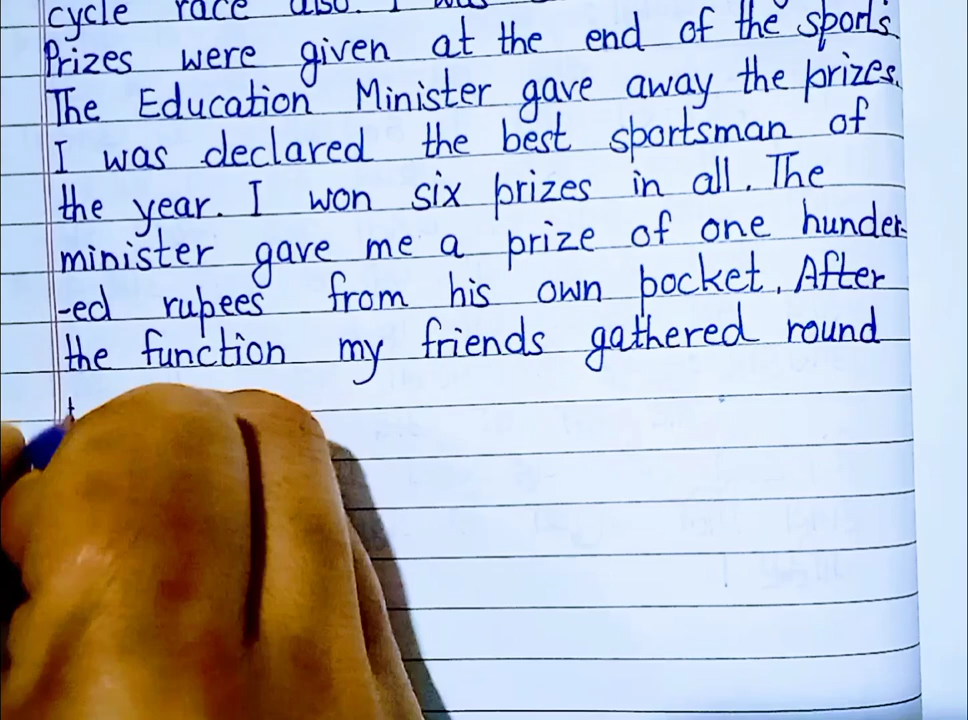 cycle race also. I was
Prizes were given at the end of the sports
The Education Minister gave away the prizes.
I was declared the best sportsman of
the year. I won six prizes in all. The
minister gave me a prize of one hunder-
-ed rupees from his own pocket. After
the function my friends gathered round
t